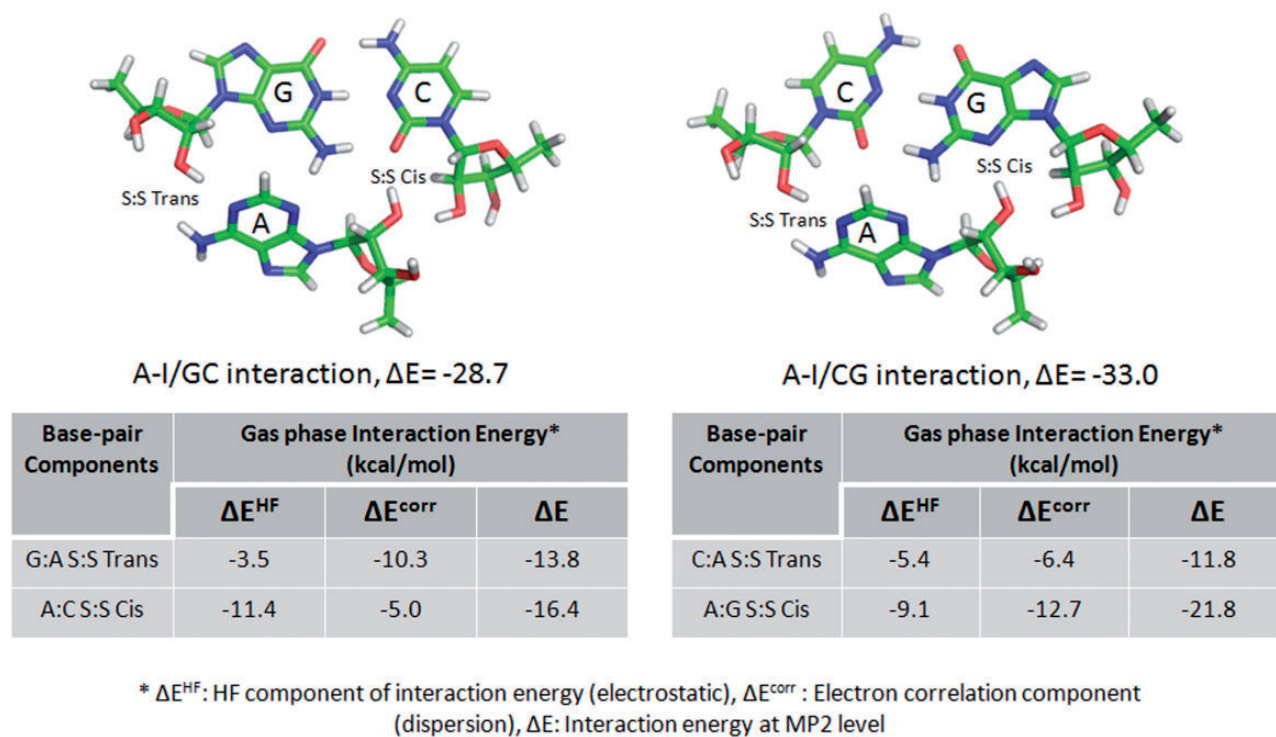 G
C
S:S Trans
S:S Cis
A
A-I/GC interaction, ΔE= -28.7
Base-pair Components
Gas phase Interaction Energy*
(kcal/mol)
ΔE^HF ΔE^corr ΔE
G:A S:S Trans -3.5 -10.3 -13.8
A:C S:S Cis -11.4 -5.0 -16.4
C
G
S:S Cis
S:S Trans
A
A-I/CG interaction, ΔE= -33.0
Base-pair Components
Gas phase Interaction Energy*
(kcal/mol)
ΔE^HF ΔE^corr ΔE
C:A S:S Trans -5.4 -6.4 -11.8
A:G S:S Cis -9.1 -12.7 -21.8
* ΔE^HF: HF component of interaction energy (electrostatic), ΔE^corr : Electron correlation component
(dispersion), ΔE: Interaction energy at MP2 level